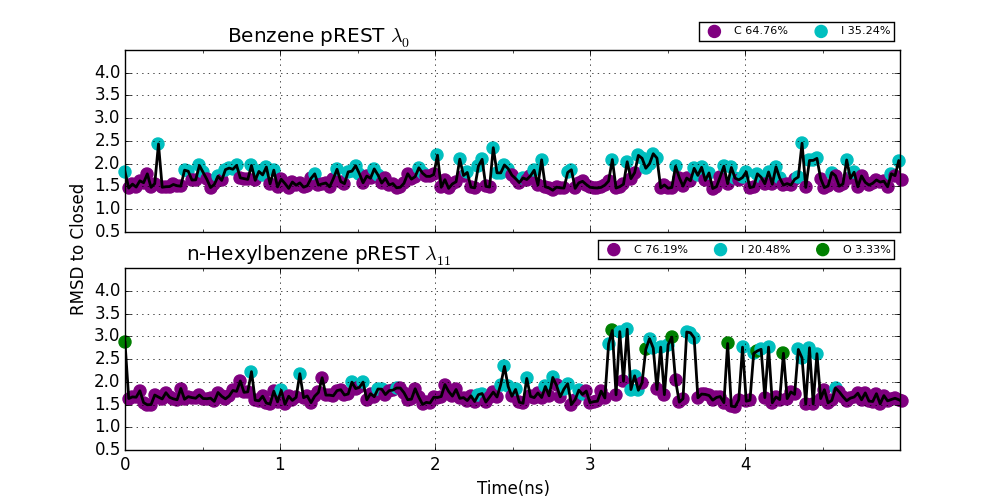 Benzene pREST λ0
C 64.76% I 35.24%
4.0
3.5
3.0
2.5
2.0
1.5
1.0
0.5
n-Hexylbenzene pREST λ11
C 76.19% I 20.48% O 3.33%
RMSD to Closed
4.0
3.5
3.0
2.5
2.0
1.5
1.0
0.5
0 1 2 3 4
Time(ns)